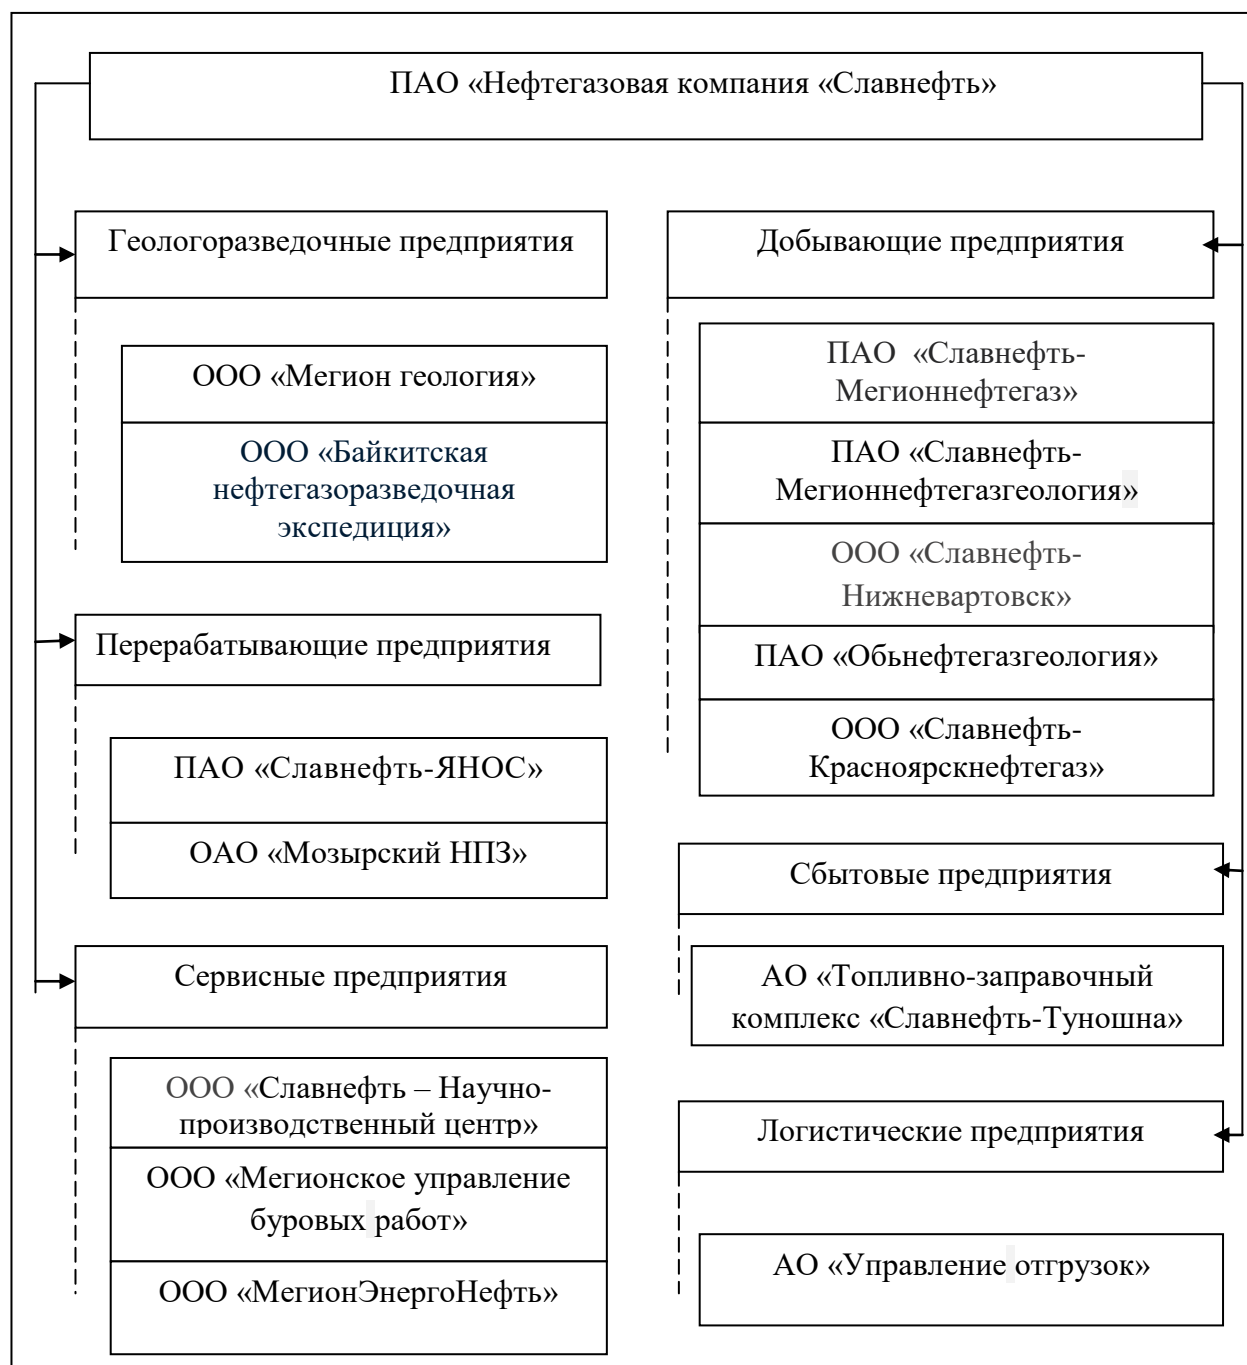 ПАО «Нефтегазовая компания «Славнефть»
Геологоразведочные предприятия
ООО «Мегион геология»
ООО «Байкитская
нефтегазоразведочная
экспедиция»
Перерабатывающие предприятия
ПАО «Славнефть-ЯНОС»
ОАО «Мозырский НПЗ»
Сервисные предприятия
ООО «Славнефть – Научно-
производственный центр»
ООО «Мегионское управление
буровых работ»
ООО «МегионЭнергоНефть»
Добывающие предприятия
ПАО «Славнефть-
Мегионнефтегаз»
ПАО «Славнефть-
Мегионнефтегазгеология»
ООО «Славнефть-
Нижневартовск»
ПАО «Обьнефтегазгеология»
ООО «Славнефть-
Красноярскнефтегаз»
Сбытовые предприятия
АО «Топливно-заправочный
комплекс «Славнефть-Туношна»
Логистические предприятия
АО «Управление отгрузок»